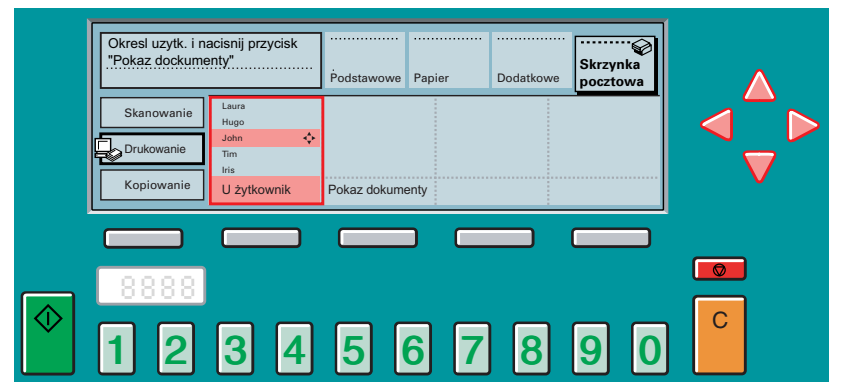 Okresl uzytk. i nacisnij przycisk
"Pokaz dockumenty"
Podstawowe
Papier
Dodatkowe
Skrzynka
pocztowa
Skanowanie
Drukowanie
Kopiowanie
Laura
Hugo
John
Tim
Iris
U żytkownik
Pokaz dokumenty
8888
C
1 2 3 4 5 6 7 8 9 0